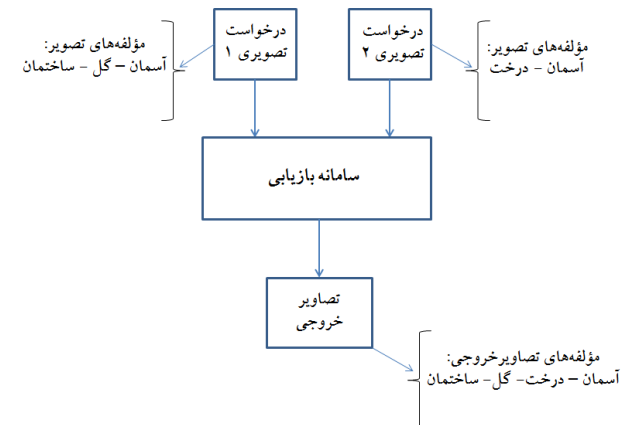 درخواست
تصویری ۲
درخواست
تصویری ۱
مؤلفه‌های تصویر:
آسمان - درخت
مؤلفه‌های تصویر:
آسمان – گل - ساختمان
سامانه بازیابی
تصاویر
خروجی
مؤلفه‌های تصاویرخروجی:
آسمان – درخت- گل- ساختمان